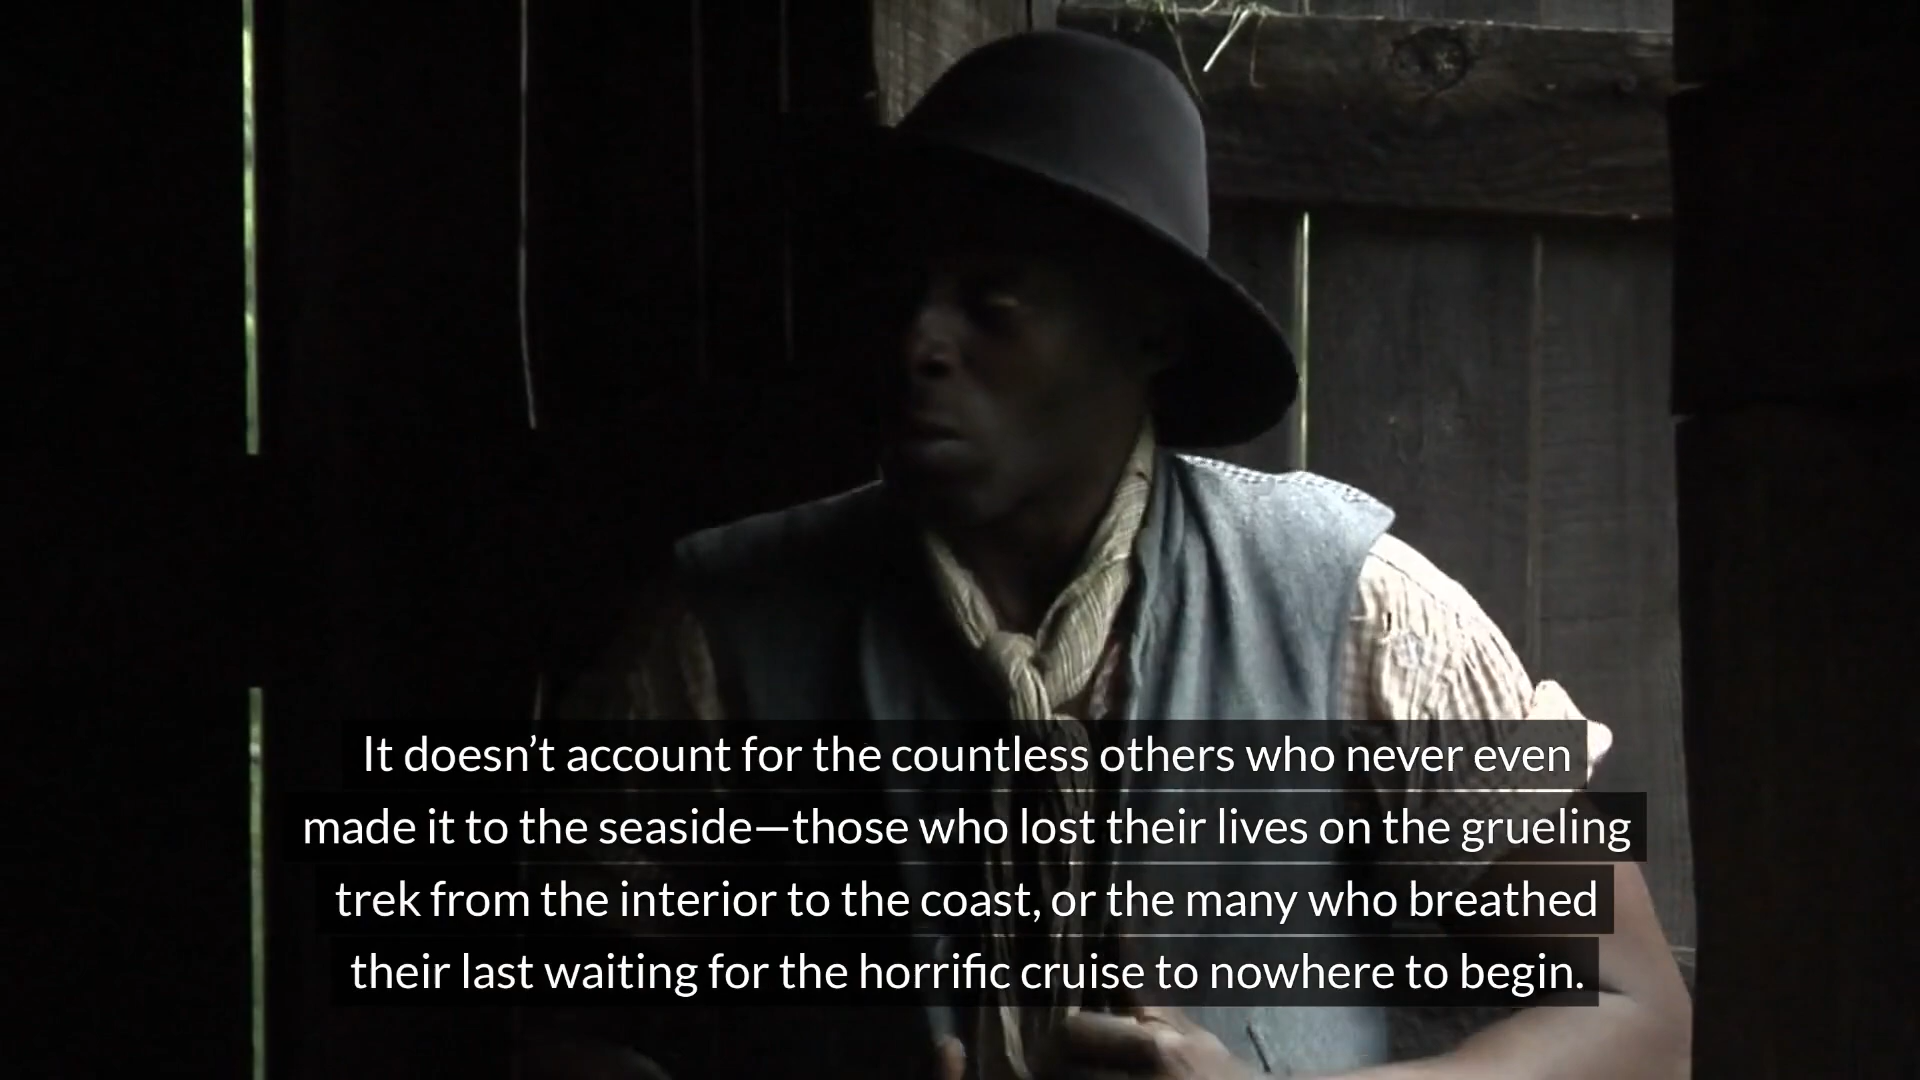 It doesn’t account for the countless others who never even
made it to the seaside—those who lost their lives on the grueling
trek from the interior to the coast, or the many who breathed
their last waiting for the horrific cruise to nowhere to begin.